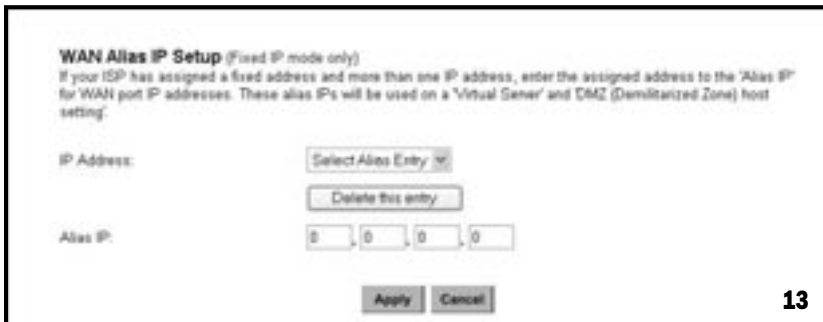 WAN Alias IP Setup (Fixed IP mode only)
If your ISP has assigned a fixed address and more than one IP address, enter the assigned address to the 'Alias IP'
for WAN port IP addresses. These alias IPs will be used on a 'Virtual Server' and 'DMZ (Demilitarized Zone) host
setting'.
IP Address: Select Alias Entry
Delete this entry
Alias IP: 0 . 0 . 0 . 0
Apply Cancel
13